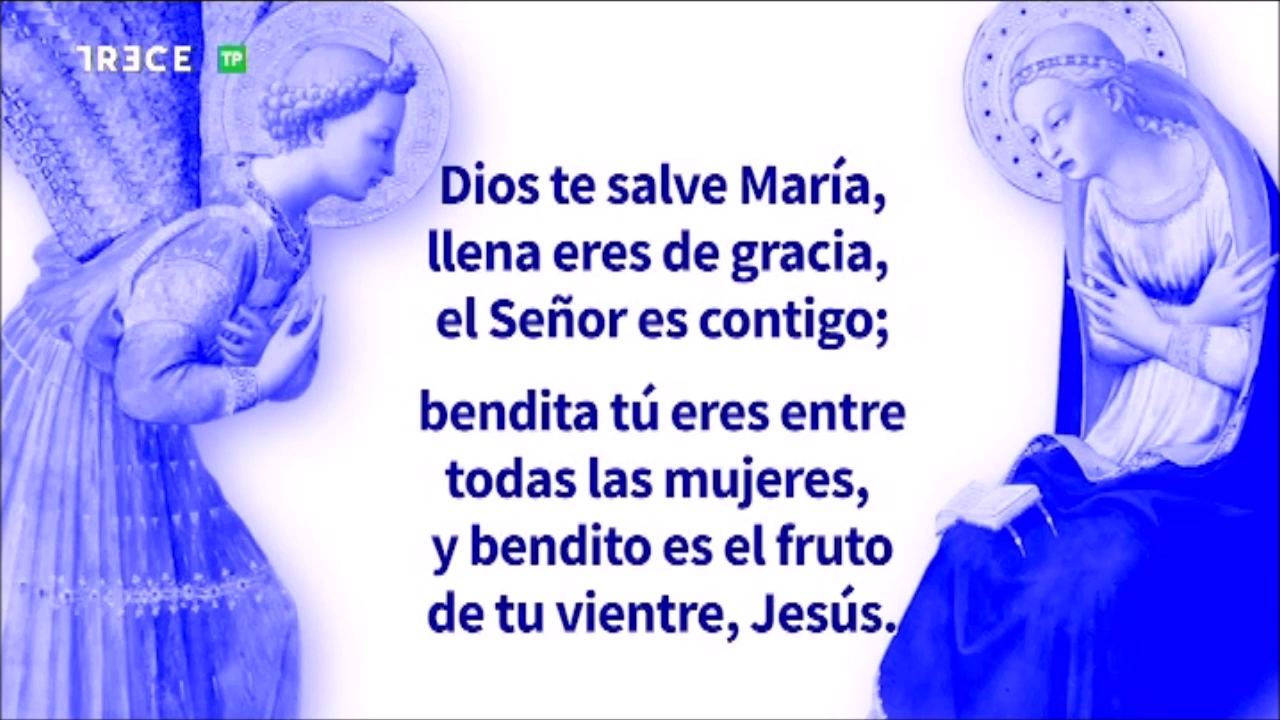 TRECE TP
Dios te salve María,
llena eres de gracia,
el Señor es contigo;
bendita tú eres entre
todas las mujeres,
y bendito es el fruto
de tu vientre, Jesús.